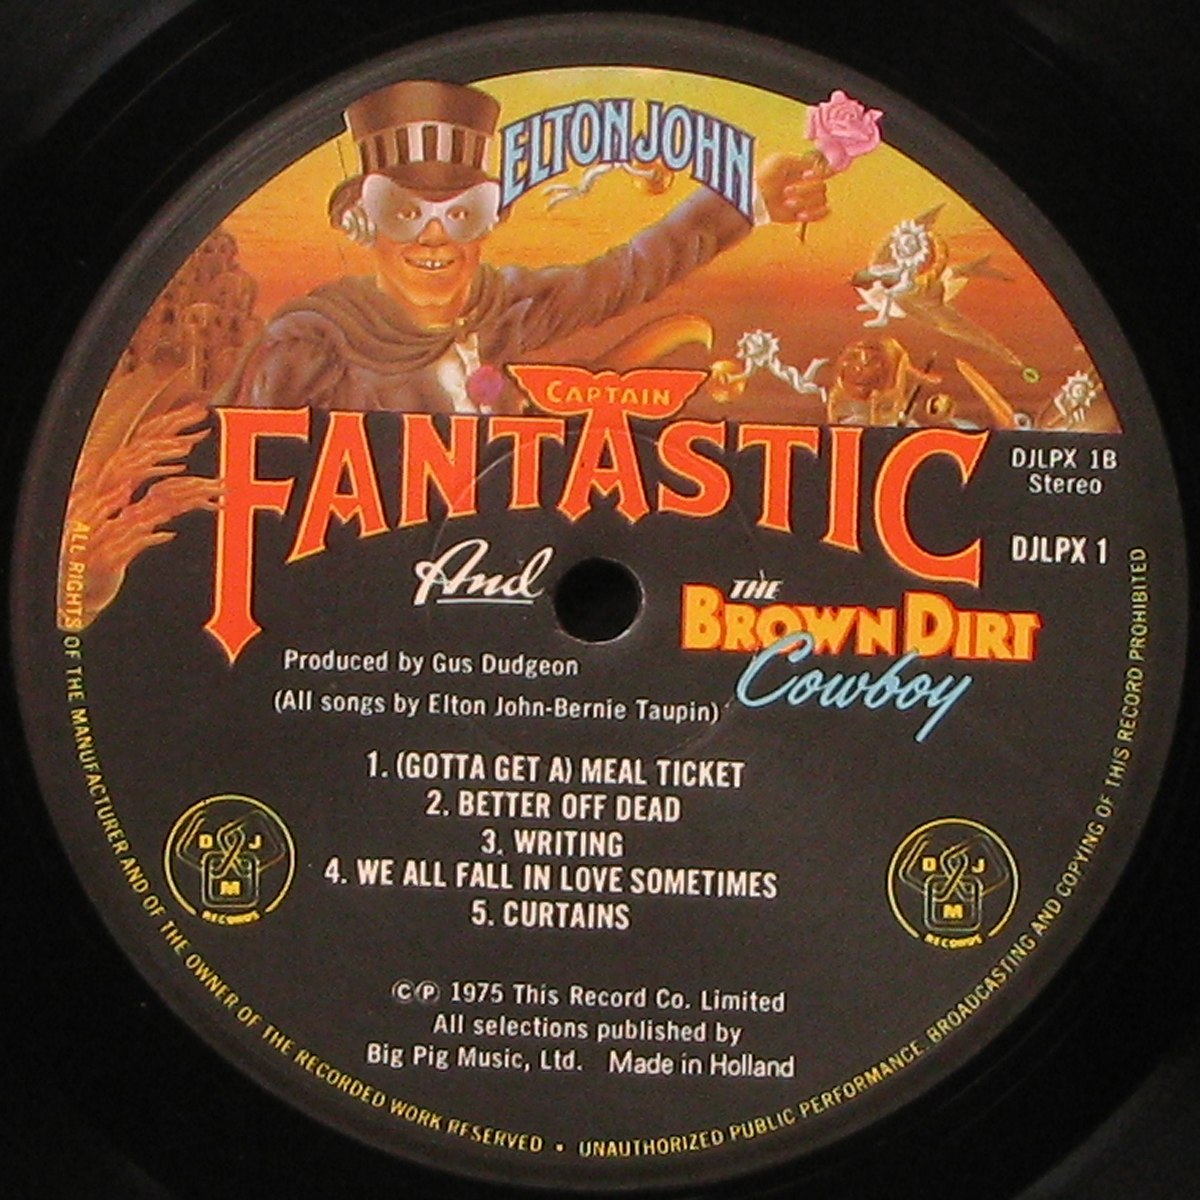 ELTON JOHN
CAPTAIN
FANTASTIC
And
THE
BROWN DIRT
Cowboy
DJLPX 1B
Stereo
DJLPX 1
Produced by Gus Dudgeon
(All songs by Elton John-Bernie Taupin)
1. (GOTTA GET A) MEAL TICKET
2. BETTER OFF DEAD
3. WRITING
4. WE ALL FALL IN LOVE SOMETIMES
5. CURTAINS
D J
M
RECORDS
D J
M
RECORDS
© ℗ 1975 This Record Co. Limited
All selections published by
Big Pig Music, Ltd. Made in Holland
ALL RIGHTS OF THE MANUFACTURER AND OF THE OWNER OF THE RECORDED WORK RESERVED • UNAUTHORIZED PUBLIC PERFORMANCE. BROADCASTING AND COPYING OF THIS RECORD PROHIBITED